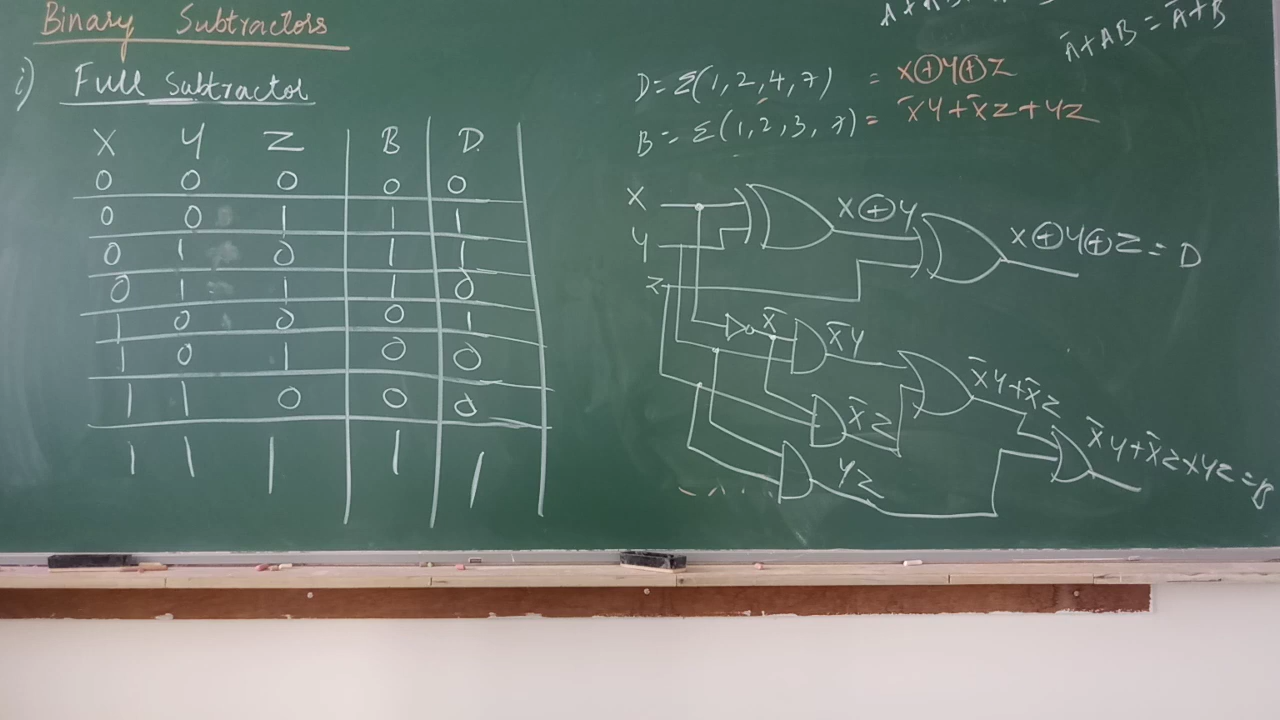 Binary Subtractors
i) Full Subtractor
X Y Z B D
0 0 0 0 0
0 0 1 1 1
0 1 0 1 1
0 1 1 1 0
1 0 0 0 1
1 0 1 0 0
1 1 0 0 0
1 1 1 1 1
Ā+AB = Ā+B
D = Σ(1,2,4,7) = X⊕Y⊕Z
B = Σ(1,2,3,7) = X̄Y+X̄Z+YZ
X
Y
Z
X⊕Y
X⊕Y⊕Z = D
X̄
X̄Y
X̄Z
YZ
X̄Y+X̄Z
X̄Y+X̄Z+YZ=B